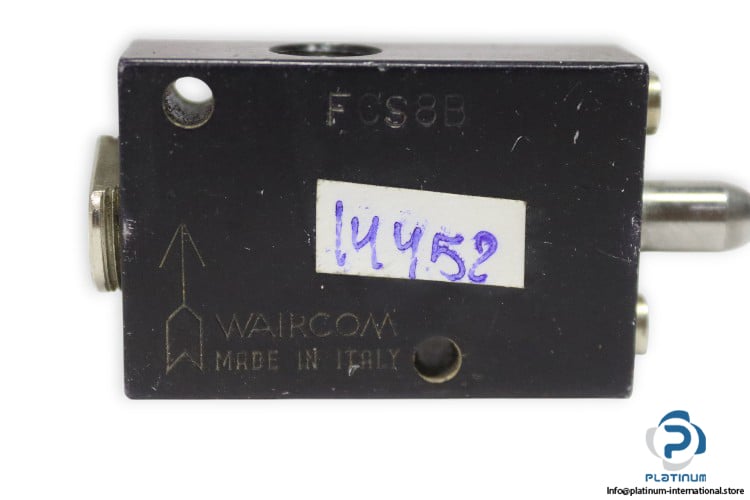 FCS8B
14452
WAIRCOM
MADE IN ITALY
PLATINUM
Info@platinum-international.store